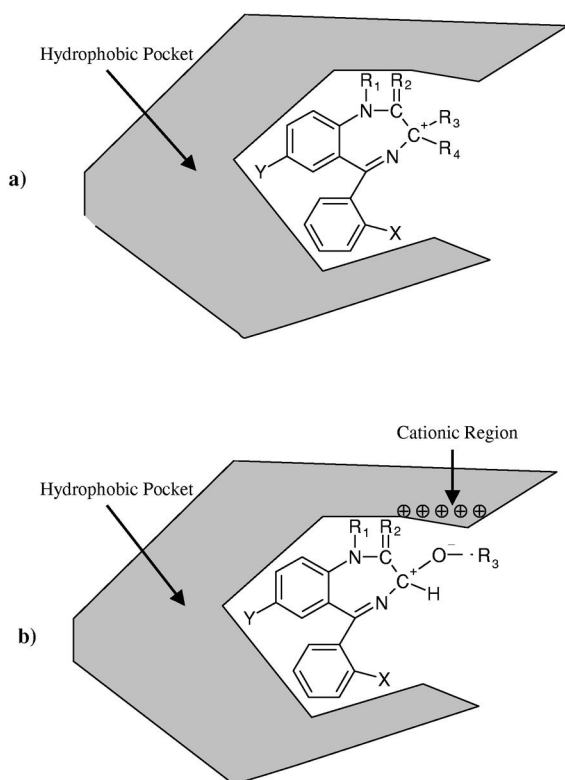 Hydrophobic Pocket
R1 R2
N C
C + R3
R4
N
Y
a)
X
Cationic Region
Hydrophobic Pocket
⊕ ⊕ ⊕ ⊕ ⊕
R1 R2
N C
O − R3
C +
H
N
Y
b)
X